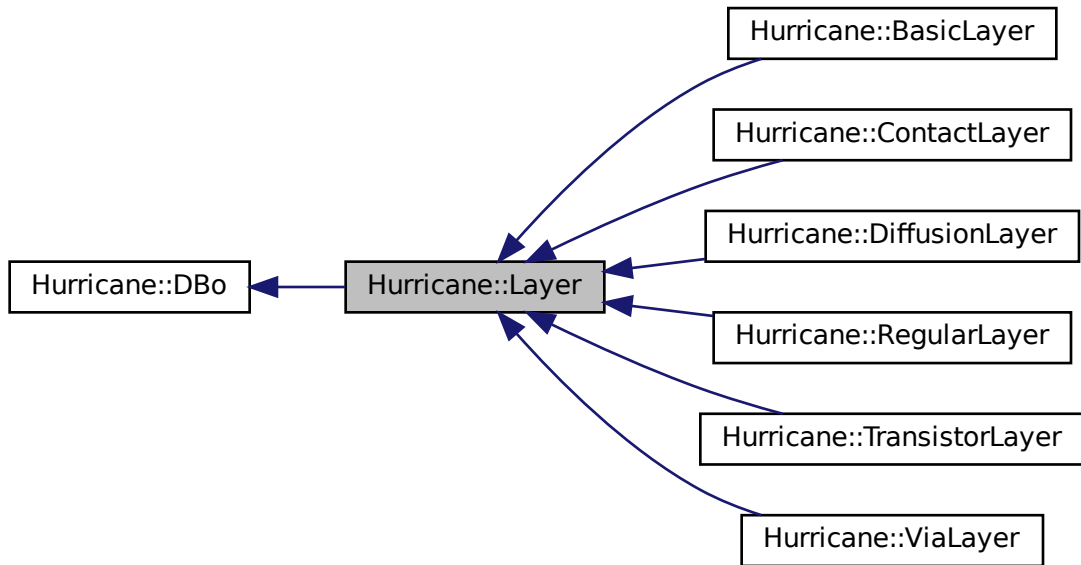 Hurricane::DBo
Hurricane::Layer
Hurricane::BasicLayer
Hurricane::ContactLayer
Hurricane::DiffusionLayer
Hurricane::RegularLayer
Hurricane::TransistorLayer
Hurricane::ViaLayer